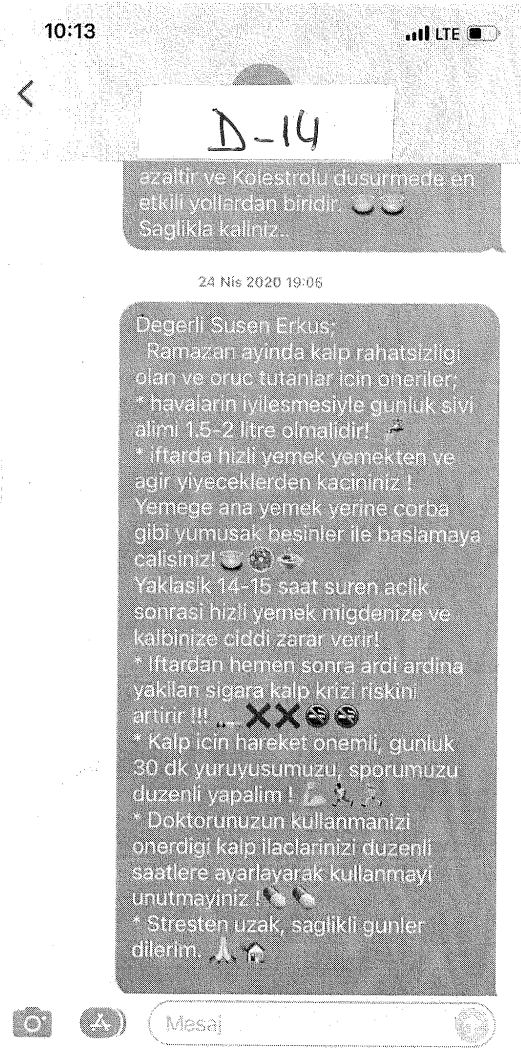 10:13
LTE
D-14
azaltir ve Kolestrolu dusurmede en
etkili yollardan biridir.
Saglikla kaliniz..
24 Nis 2020 19:06
Degerli Susen Erkus;
Ramazan ayinda kalp rahatsizligi
olan ve oruc tutanlar icin oneriler;
* havalarin iyilesmesiyle gunluk sivi
alimi 1.5-2 litre olmalidir!
* iftarda hizli yemek yemekten ve
agir yiyeceklerden kacininiz !
Yemege ana yemek yerine corba
gibi yumusak besinler ile baslamaya
calisiniz!
Yaklasik 14-15 saat suren aclik
sonrasi hizli yemek migdenize ve
kalbinize ciddi zarar verir!
* Iftardan hemen sonra ardi ardina
yakilan sigara kalp krizi riskini
artirir !!!
* Kalp icin hareket onemli, gunluk
30 dk yuruyusumuzu, sporumuzu
duzenli yapalim !
* Doktorunuzun kullanmanizi
onerdigi kalp ilaclarinizi duzenli
saatlere ayarlayarak kullanmayi
unutmayiniz !
* Stresten uzak, saglikli gunler
dilerim.
Mesaj